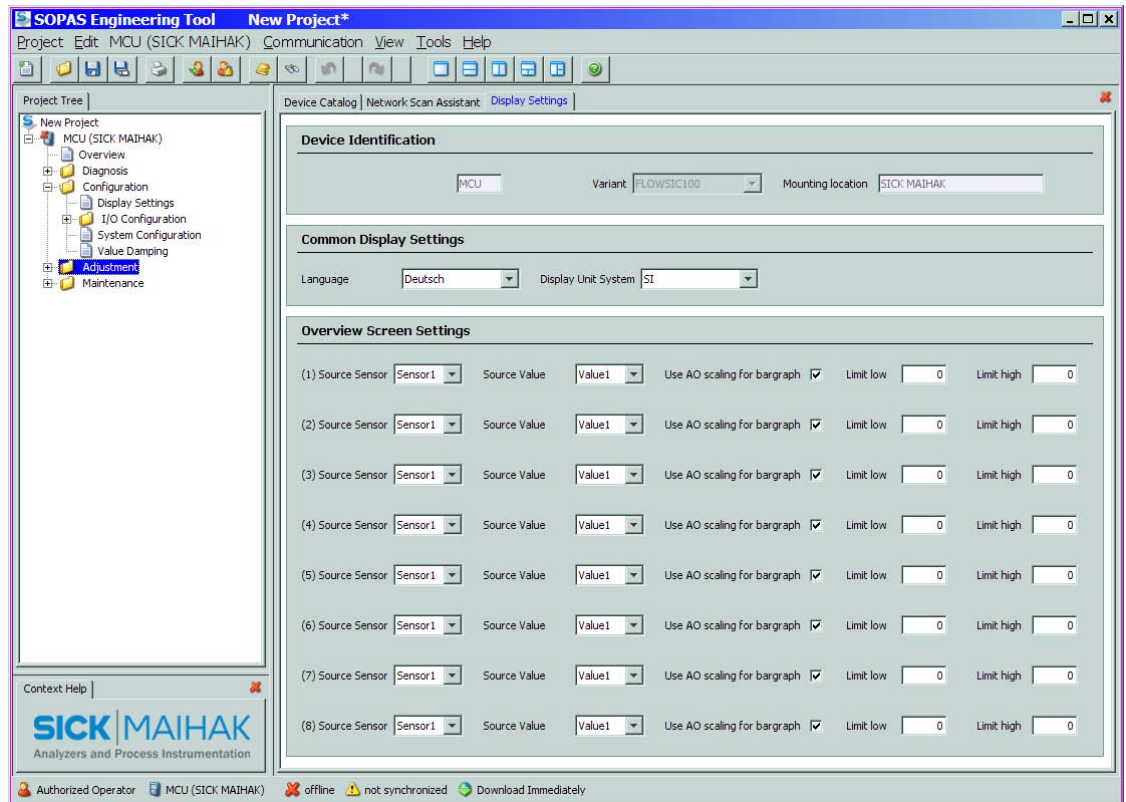 SOPAS Engineering Tool New Project*
Project Edit MCU (SICK MAIHAK) Communication View Tools Help
Project Tree
New Project
MCU (SICK MAIHAK)
Overview
Diagnosis
Configuration
Display Settings
I/O Configuration
System Configuration
Value Damping
Adjustment
Maintenance
Context Help
SICK MAIHAK
Analyzers and Process Instrumentation
Device Catalog Network Scan Assistant Display Settings
Device Identification
MCU Variant FLOWSIC100 Mounting location SICK MAIHAK
Common Display Settings
Language Deutsch Display Unit System SI
Overview Screen Settings
(1) Source Sensor Sensor1 Source Value Value1 Use AO scaling for bargraph Limit low 0 Limit high 0
(2) Source Sensor Sensor1 Source Value Value1 Use AO scaling for bargraph Limit low 0 Limit high 0
(3) Source Sensor Sensor1 Source Value Value1 Use AO scaling for bargraph Limit low 0 Limit high 0
(4) Source Sensor Sensor1 Source Value Value1 Use AO scaling for bargraph Limit low 0 Limit high 0
(5) Source Sensor Sensor1 Source Value Value1 Use AO scaling for bargraph Limit low 0 Limit high 0
(6) Source Sensor Sensor1 Source Value Value1 Use AO scaling for bargraph Limit low 0 Limit high 0
(7) Source Sensor Sensor1 Source Value Value1 Use AO scaling for bargraph Limit low 0 Limit high 0
(8) Source Sensor Sensor1 Source Value Value1 Use AO scaling for bargraph Limit low 0 Limit high 0
Authorized Operator MCU (SICK MAIHAK) offline not synchronized Download Immediately